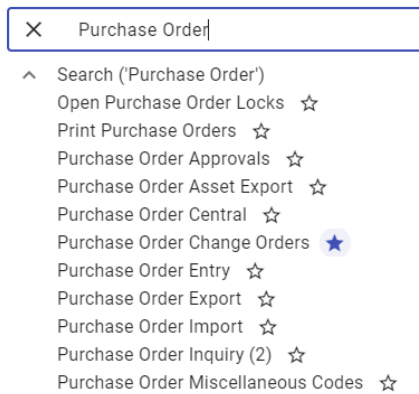 Purchase Order
Search ('Purchase Order')
Open Purchase Order Locks
Print Purchase Orders
Purchase Order Approvals
Purchase Order Asset Export
Purchase Order Central
Purchase Order Change Orders
Purchase Order Entry
Purchase Order Export
Purchase Order Import
Purchase Order Inquiry (2)
Purchase Order Miscellaneous Codes